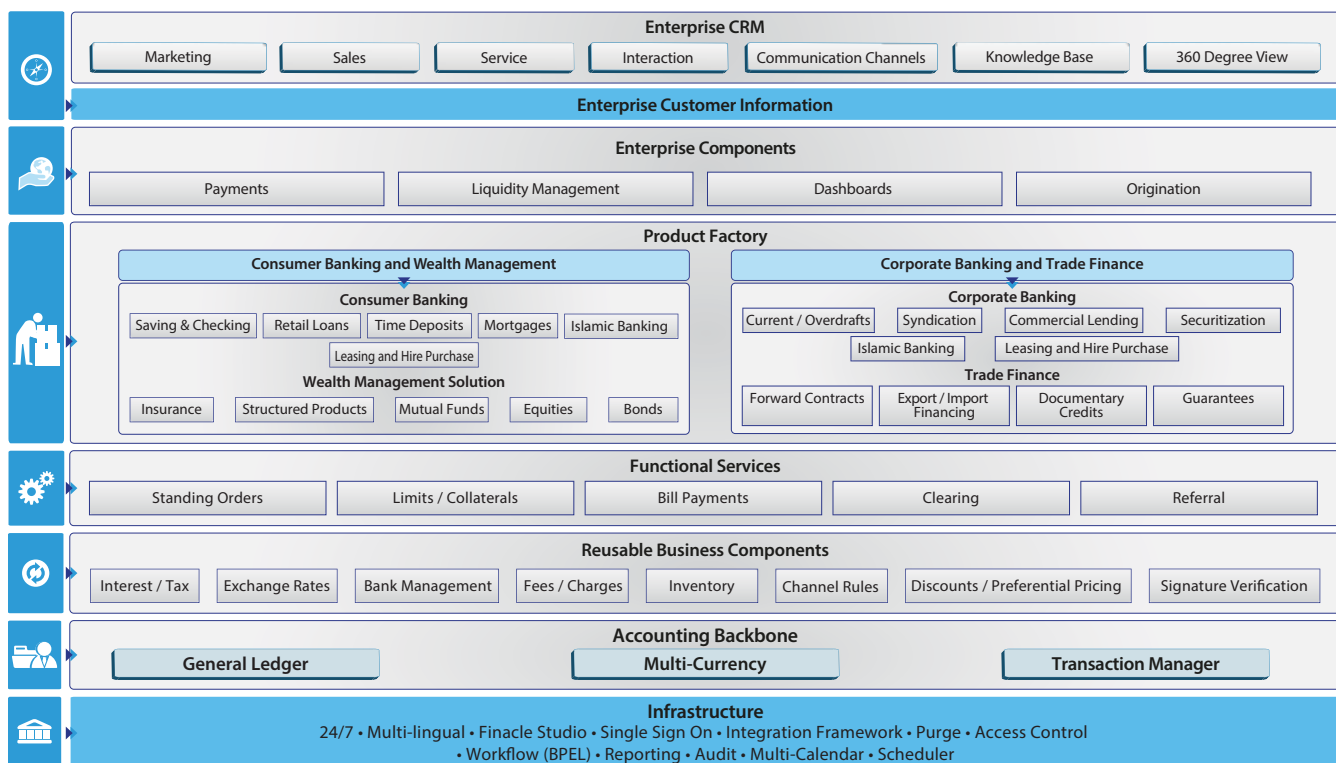 Enterprise CRM
Marketing
Sales
Service
Interaction
Communication Channels
Knowledge Base
360 Degree View
Enterprise Customer Information
Enterprise Components
Payments
Liquidity Management
Dashboards
Origination
Product Factory
Consumer Banking and Wealth Management
Consumer Banking
Saving & Checking
Retail Loans
Time Deposits
Mortgages
Islamic Banking
Leasing and Hire Purchase
Wealth Management Solution
Insurance
Structured Products
Mutual Funds
Equities
Bonds
Corporate Banking and Trade Finance
Corporate Banking
Current / Overdrafts
Syndication
Commercial Lending
Securitization
Islamic Banking
Leasing and Hire Purchase
Trade Finance
Forward Contracts
Export / Import
Financing
Documentary
Credits
Guarantees
Functional Services
Standing Orders
Limits / Collaterals
Bill Payments
Clearing
Referral
Reusable Business Components
Interest / Tax
Exchange Rates
Bank Management
Fees / Charges
Inventory
Channel Rules
Discounts / Preferential Pricing
Signature Verification
Accounting Backbone
General Ledger
Multi-Currency
Transaction Manager
Infrastructure
24/7 • Multi-lingual • Finacle Studio • Single Sign On • Integration Framework • Purge • Access Control
• Workflow (BPEL) • Reporting • Audit • Multi-Calendar • Scheduler